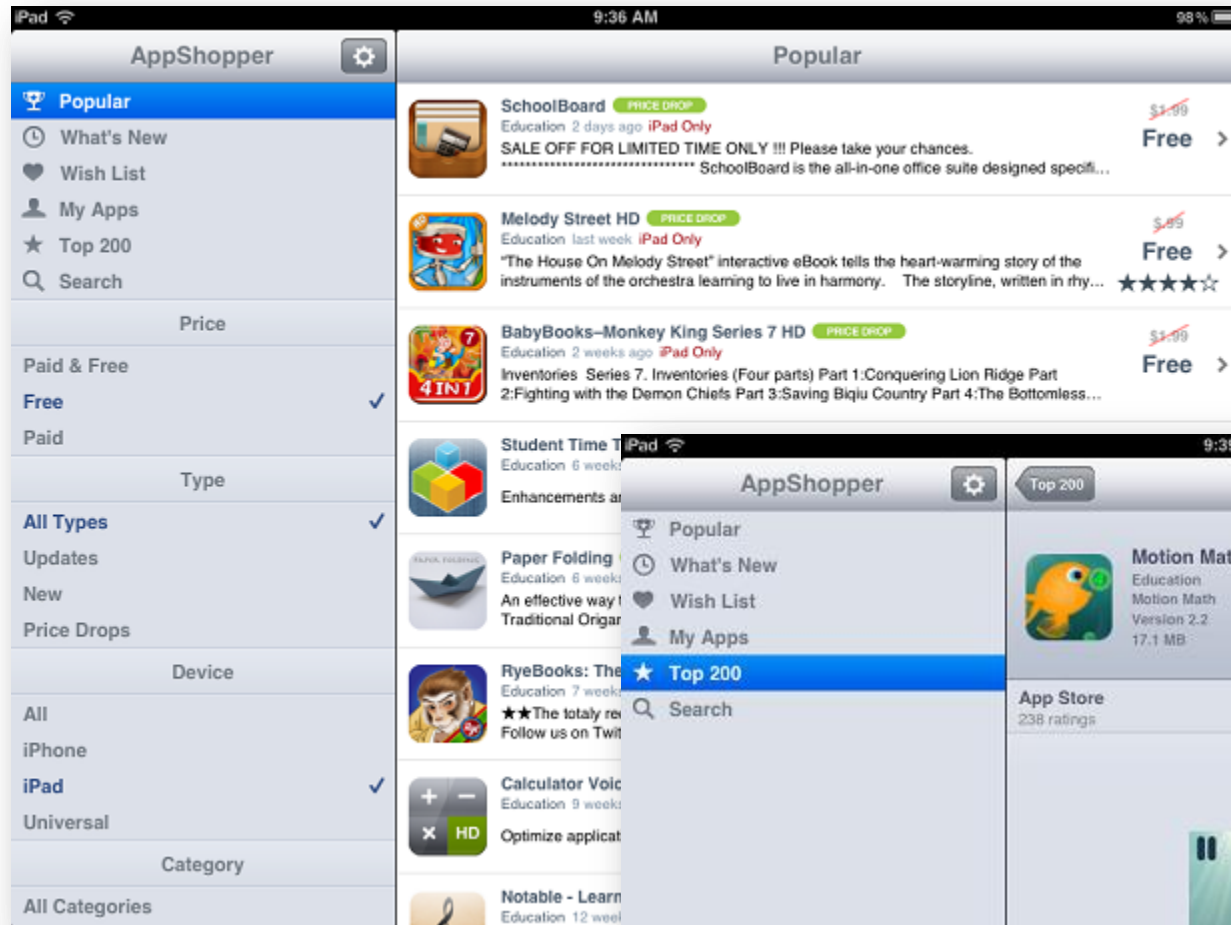 iPad 9:36 AM 98%
AppShopper
Popular
What's New
Wish List
My Apps
Top 200
Search
Price
Paid & Free
Free
Paid
Type
All Types
Updates
New
Price Drops
Device
All
iPhone
iPad
Universal
Category
All Categories
Popular
SchoolBoard PRICE DROP
Education 2 days ago iPad Only
SALE OFF FOR LIMITED TIME ONLY !!! Please take your chances.
******************************** SchoolBoard is the all-in-one office suite designed specifi...
$1.99
Free
Melody Street HD PRICE DROP
Education last week iPad Only
"The House On Melody Street" interactive eBook tells the heart-warming story of the
instruments of the orchestra learning to live in harmony. The storyline, written in rhy...
$.99
Free
BabyBooks–Monkey King Series 7 HD PRICE DROP
Education 2 weeks ago iPad Only
Inventories Series 7. Inventories (Four parts) Part 1:Conquering Lion Ridge Part
2:Fighting with the Demon Chiefs Part 3:Saving Biqiu Country Part 4:The Bottomless...
$1.99
Free
7
4 IN 1
Student Time T
Education 6 weeks
Enhancements a
PAPER FOLDING
Paper Folding
Education 6 weeks
An effective way
Traditional Origa
RyeBooks: The
Education 7 weeks
★★The totaly re
Follow us on Twit
HD
Calculator Voic
Education 9 weeks
Optimize applicat
Notable - Learn
Education 12 week
iPad 9:39
AppShopper
Popular
What's New
Wish List
My Apps
Top 200
Search
Top 200
Motion Mat
Education
Motion Math
Version 2.2
17.1 MB
App Store
238 ratings